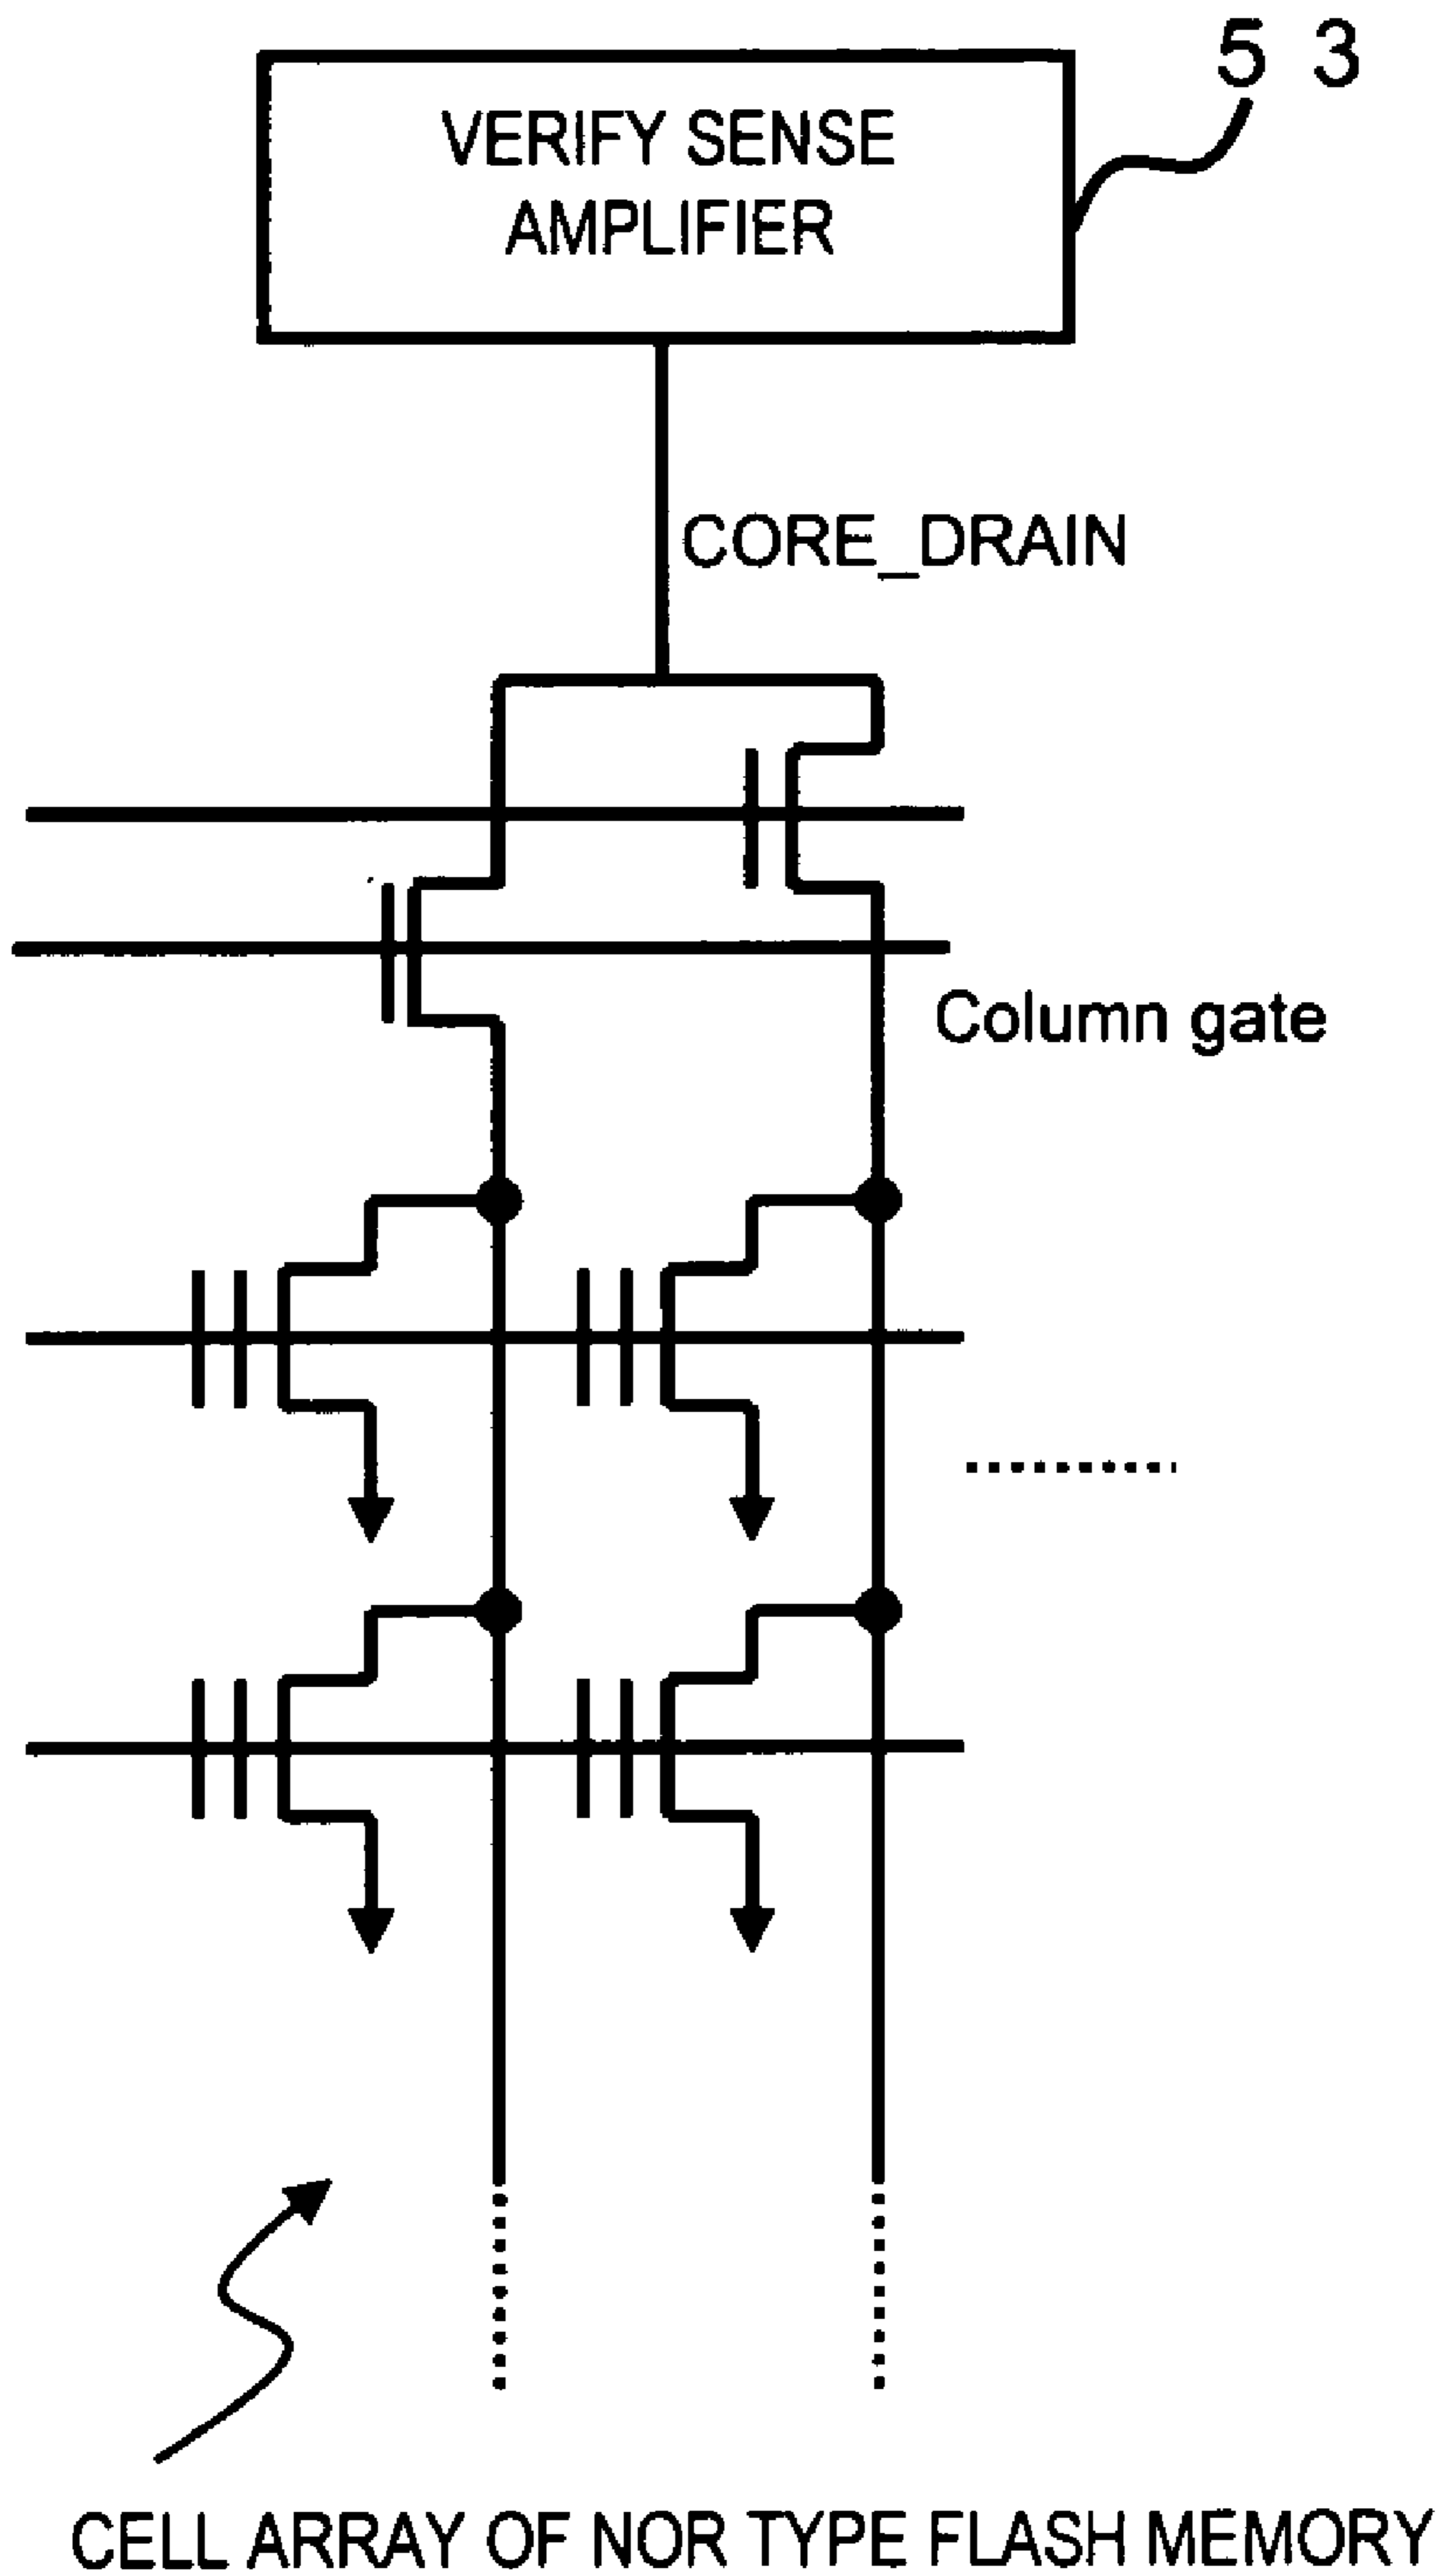 5 3
VERIFY SENSE
AMPLIFIER
CORE_DRAIN
Column gate
CELL ARRAY OF NOR TYPE FLASH MEMORY